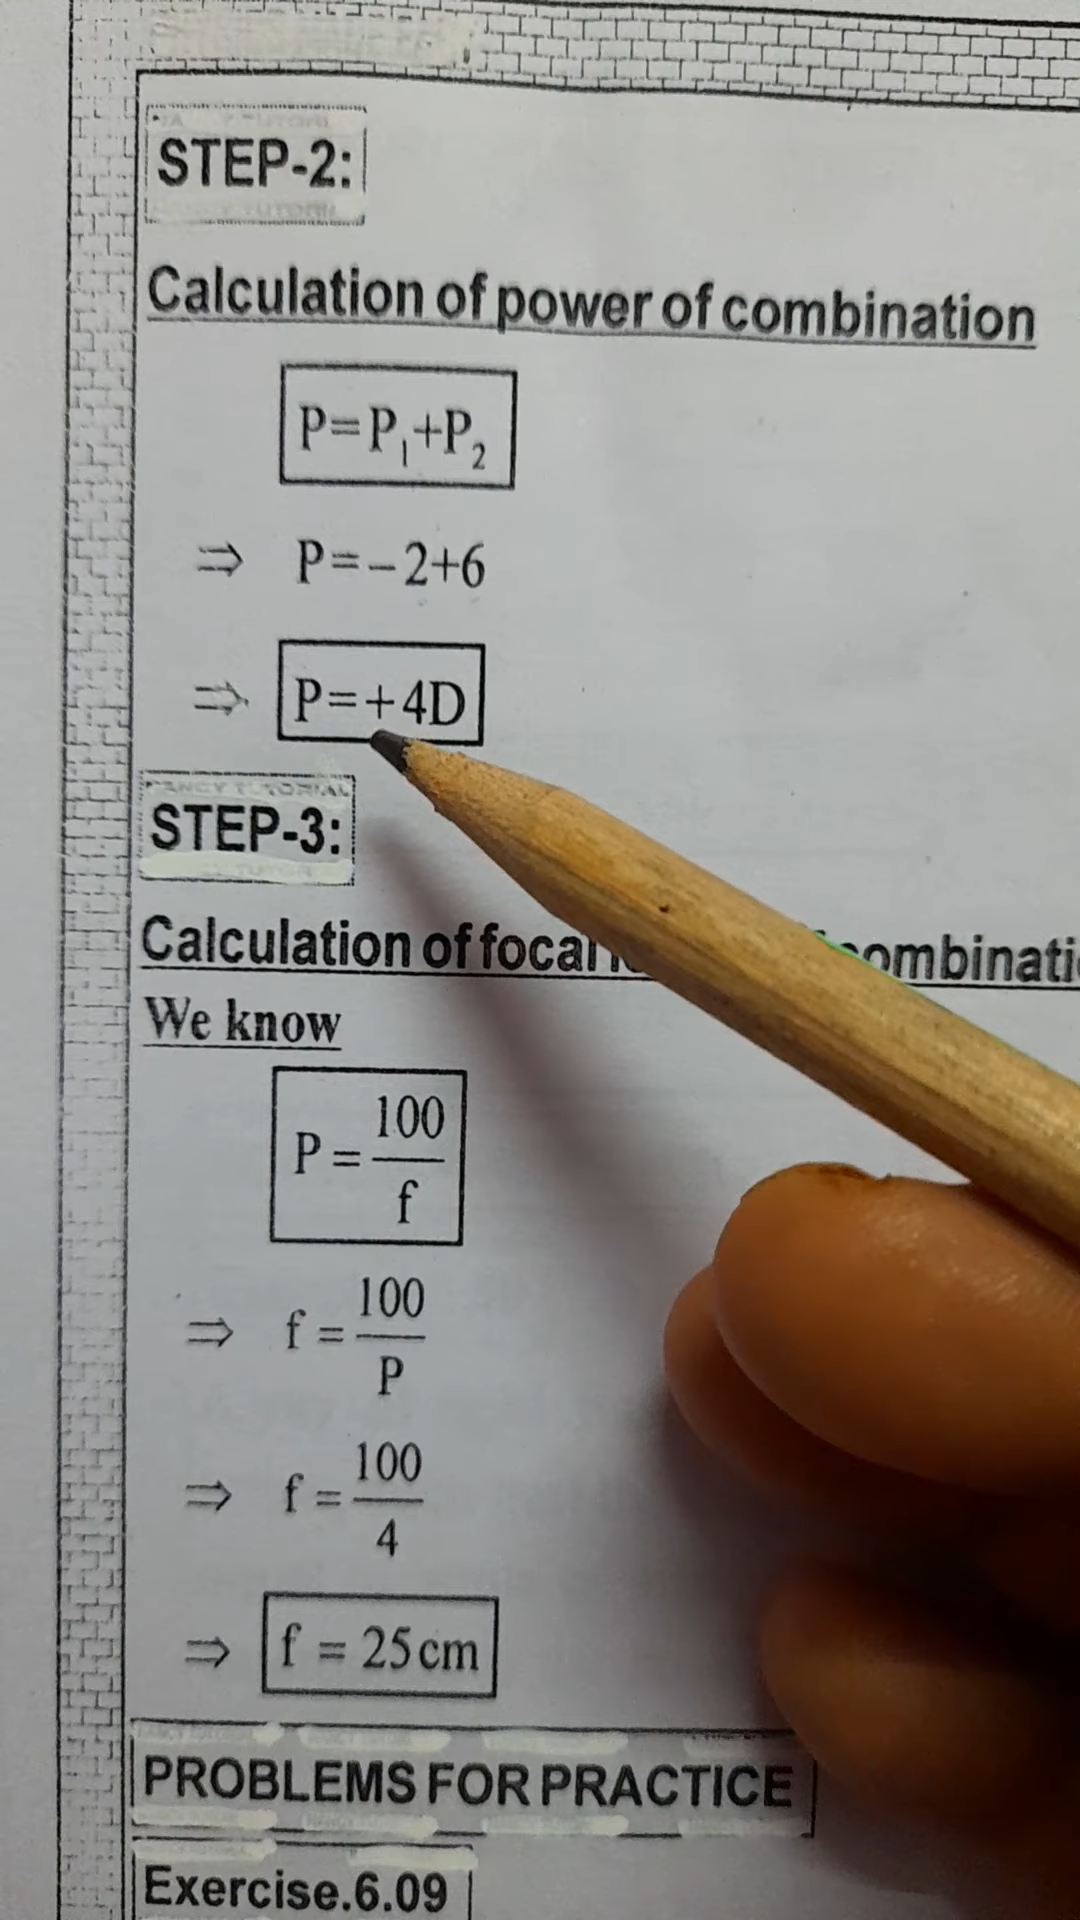 STEP-2:
Calculation of power of combination
P=P₁+P₂
⇒ P=−2+6
⇒ P=+4D
STEP-3:
Calculation of focal combinati
We know
P = 100/f
⇒ f = 100/P
⇒ f = 100/4
⇒ f = 25cm
PROBLEMS FOR PRACTICE
Exercise.6.09